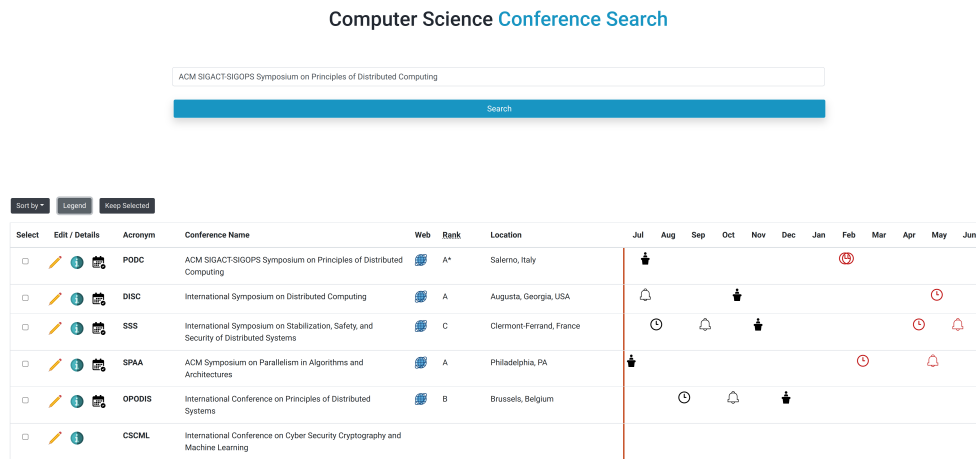 Computer Science Conference Search
ACM SIGACT-SIGOPS Symposium on Principles of Distributed Computing
Search
Sort by Legend Keep Selected
Select Edit / Details Acronym Conference Name Web Rank Location Jul Aug Sep Oct Nov Dec Jan Feb Mar Apr May Jun
PODC ACM SIGACT-SIGOPS Symposium on Principles of Distributed A* Salerno, Italy
Computing
DISC International Symposium on Distributed Computing A Augusta, Georgia, USA
SSS International Symposium on Stabilization, Safety, and C Clermont-Ferrand, France
Security of Distributed Systems
SPAA ACM Symposium on Parallelism in Algorithms and A Philadelphia, PA
Architectures
OPODIS International Conference on Principles of Distributed B Brussels, Belgium
Systems
CSCML International Conference on Cyber Security Cryptography and
Machine Learning